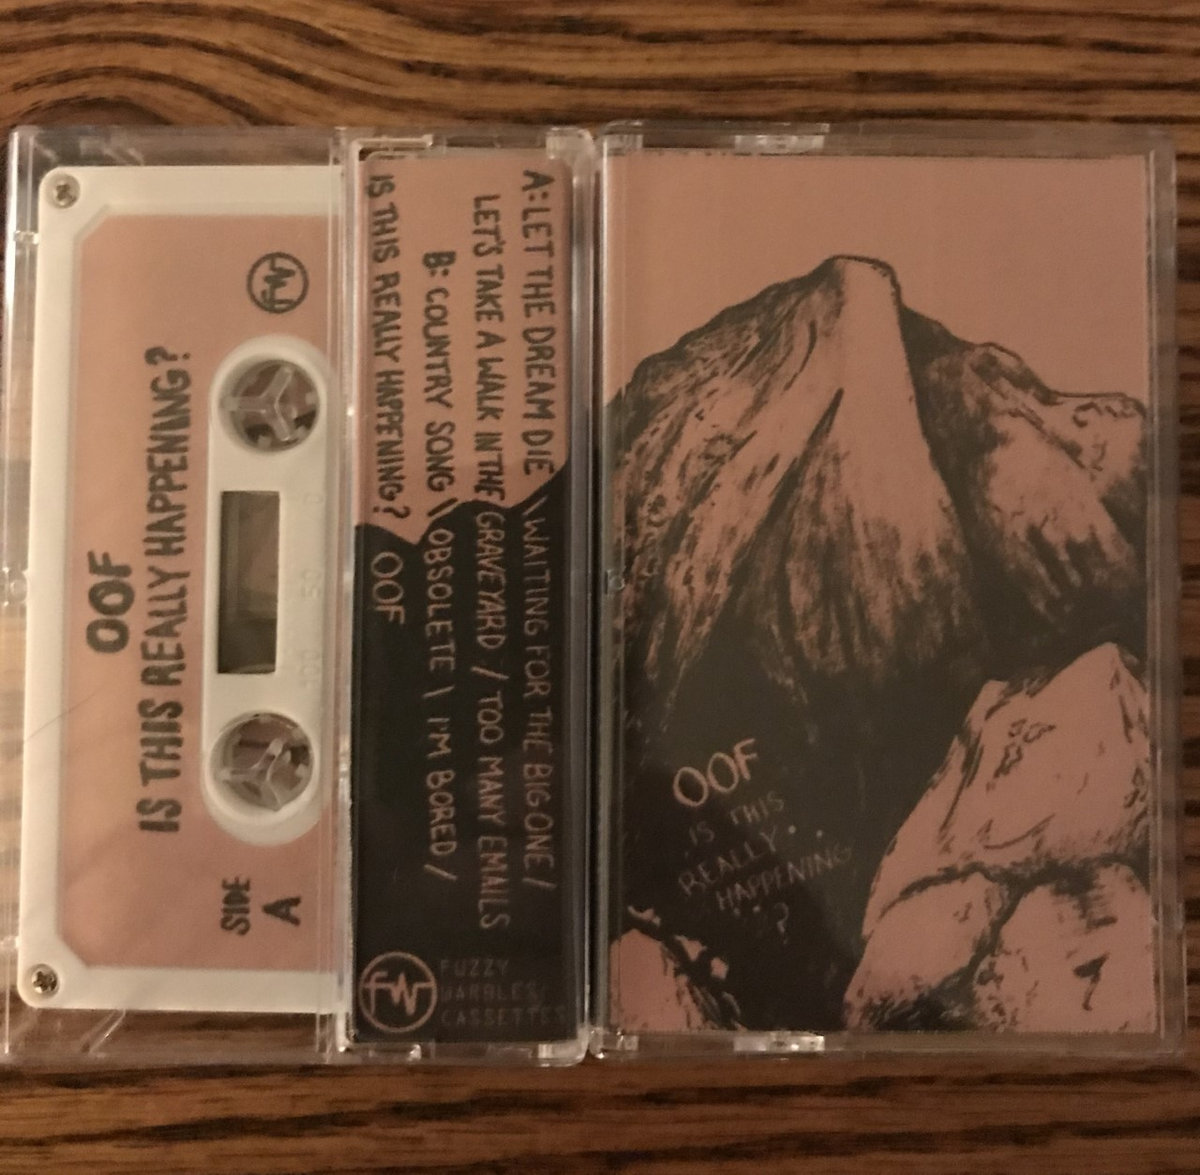 OOF
IS THIS REALLY HAPPENING?
SIDE
A
A: LET THE DREAM DIE \ WAITING FOR THE BIG ONE /
LET'S TAKE A WALK IN THE GRAVEYARD / TOO MANY EMAILS
B: COUNTRY SONG \ OBSOLETE \ I'M BORED /
IS THIS REALLY HAPPENING?
OOF
FUZZY
WARBLES
CASSETTES
OOF
IS THIS
REALLY
HAPPENING
?